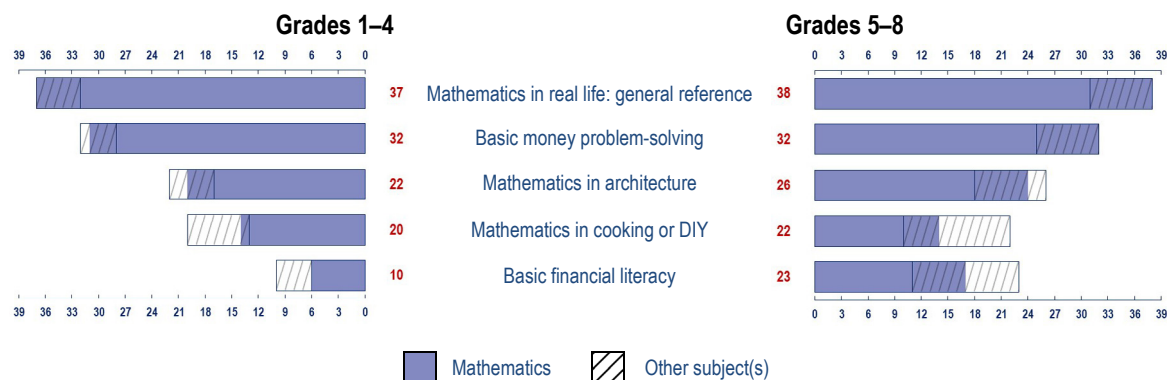 Grades 1–4
Grades 5–8
39 36 33 30 27 24 21 18 15 12 9 6 3 0
0 3 6 9 12 15 18 21 24 27 30 33 36 39
37 Mathematics in real life: general reference 38
32 Basic money problem-solving 32
22 Mathematics in architecture 26
20 Mathematics in cooking or DIY 22
10 Basic financial literacy 23
39 36 33 30 27 24 21 18 15 12 9 6 3 0
0 3 6 9 12 15 18 21 24 27 30 33 36 39
Mathematics
Other subject(s)